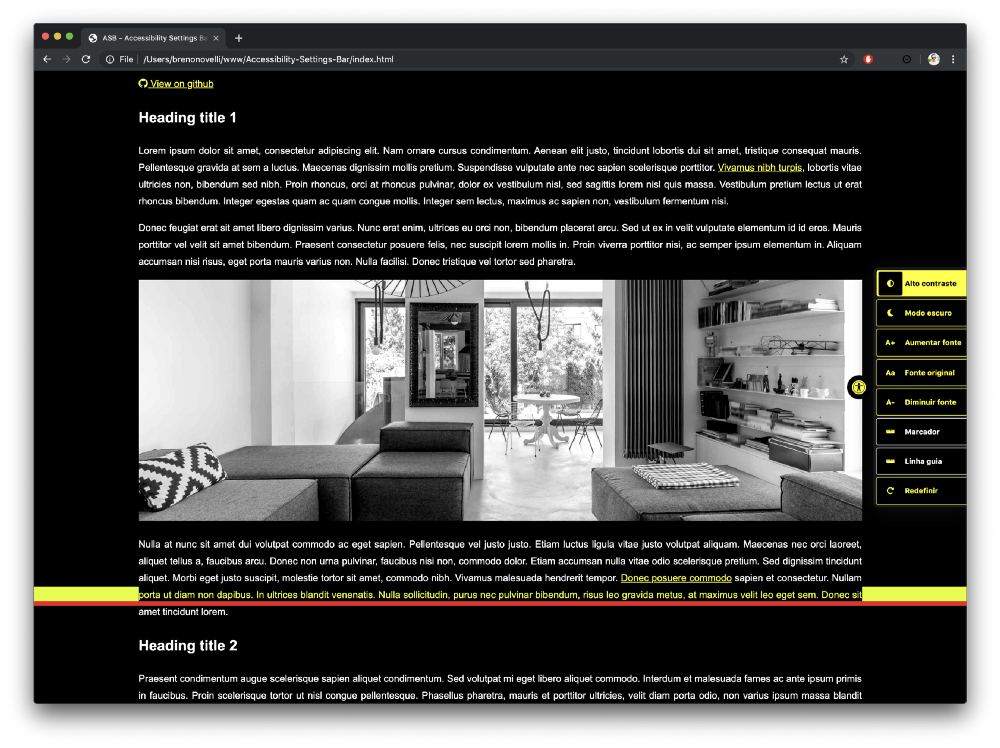 ASB - Accessibility Settings Ba
File
/Users/brenonovelli/www/Accessibility-Settings-Bar/index.html
View on github
Heading title 1
Lorem ipsum dolor sit amet, consectetur adipiscing elit. Nam ornare cursus condimentum. Aenean elit justo, tincidunt lobortis dui sit amet, tristique consequat mauris.
Pellentesque gravida at sem a luctus. Maecenas dignissim mollis pretium. Suspendisse vulputate ante nec sapien scelerisque porttitor. Vivamus nibh turpis, lobortis vitae
ultricies non, bibendum sed nibh. Proin rhoncus, orci at rhoncus pulvinar, dolor ex vestibulum nisl, sed sagittis lorem nisl quis massa. Vestibulum pretium lectus ut erat
rhoncus bibendum. Integer egestas quam ac quam congue mollis. Integer sem lectus, maximus ac sapien non, vestibulum fermentum nisi.
Donec feugiat erat sit amet libero dignissim varius. Nunc erat enim, ultrices eu orci non, bibendum placerat arcu. Sed ut ex in velit vulputate elementum id id eros. Mauris
porttitor vel velit sit amet bibendum. Praesent consectetur posuere felis, nec suscipit lorem mollis in. Proin viverra porttitor nisi, ac semper ipsum elementum in. Aliquam
accumsan nisi risus, eget porta mauris varius non. Nulla facilisi. Donec tristique vel tortor sed pharetra.
Alto contraste
Modo escuro
A+ Aumentar fonte
Aa Fonte original
A- Diminuir fonte
Marcador
Linha guia
Redefinir
Nulla at nunc sit amet dui volutpat commodo ac eget sapien. Pellentesque vel justo justo. Etiam luctus ligula vitae justo volutpat aliquam. Maecenas nec orci laoreet,
aliquet tellus a, faucibus arcu. Donec non urna pulvinar, faucibus nisi non, commodo dolor. Etiam accumsan nulla vitae odio scelerisque pretium. Sed dignissim tincidunt
aliquet. Morbi eget justo suscipit, molestie tortor sit amet, commodo nibh. Vivamus malesuada hendrerit tempor. Donec posuere commodo sapien et consectetur. Nullam
porta ut diam non dapibus. In ultrices blandit venenatis. Nulla sollicitudin, purus nec pulvinar bibendum, risus leo gravida metus, at maximus velit leo eget sem. Donec sit
amet tincidunt lorem.
Heading title 2
Praesent condimentum augue scelerisque sapien aliquet condimentum. Sed volutpat mi eget libero aliquet commodo. Interdum et malesuada fames ac ante ipsum primis
in faucibus. Proin scelerisque tortor ut nisl congue pellentesque. Phasellus pharetra, mauris et porttitor ultricies, velit diam porta odio, non varius ipsum massa blandit